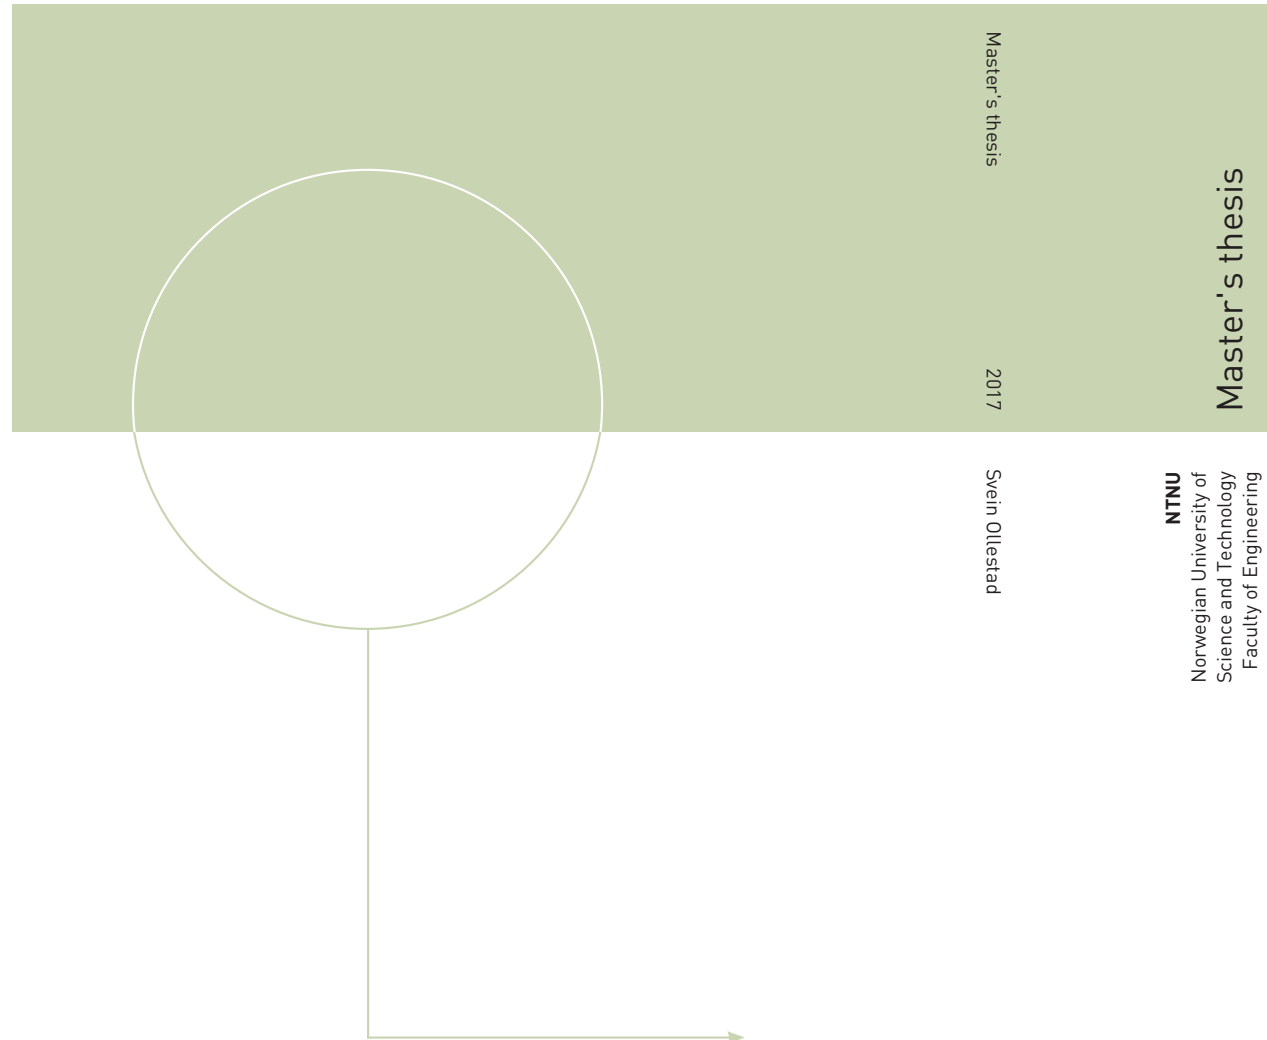 Master's thesis
2017
Svein Ollestad
Master's thesis
NTNU
Norwegian University of
Science and Technology
Faculty of Engineering